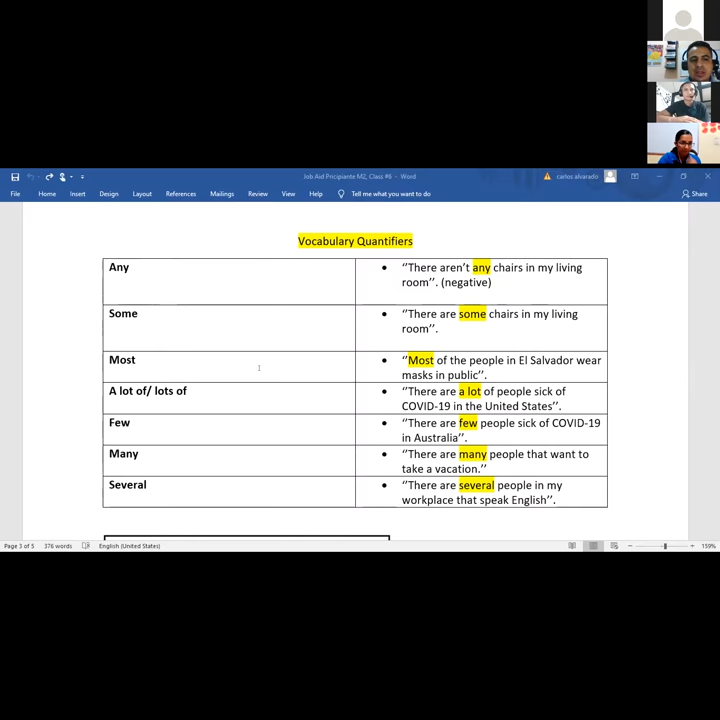 Job Aid Pricipiante M2, Class #6 - Word
carlos alvarado
File Home Insert Design Layout References Mailings Review View Help Tell me what you want to do Share
Vocabulary Quantifiers
Any
• ‘‘There aren’t any chairs in my living
room’’. (negative)
Some
• ‘‘There are some chairs in my living
room’’.
Most
• ‘‘Most of the people in El Salvador wear
masks in public’’.
A lot of/ lots of
• ‘‘There are a lot of people sick of
COVID-19 in the United States’’.
Few
• ‘‘There are few people sick of COVID-19
in Australia’’.
Many
• ‘‘There are many people that want to
take a vacation.’’
Several
• ‘‘There are several people in my
workplace that speak English’’.
Page 3 of 5 376 words English (United States) 159%